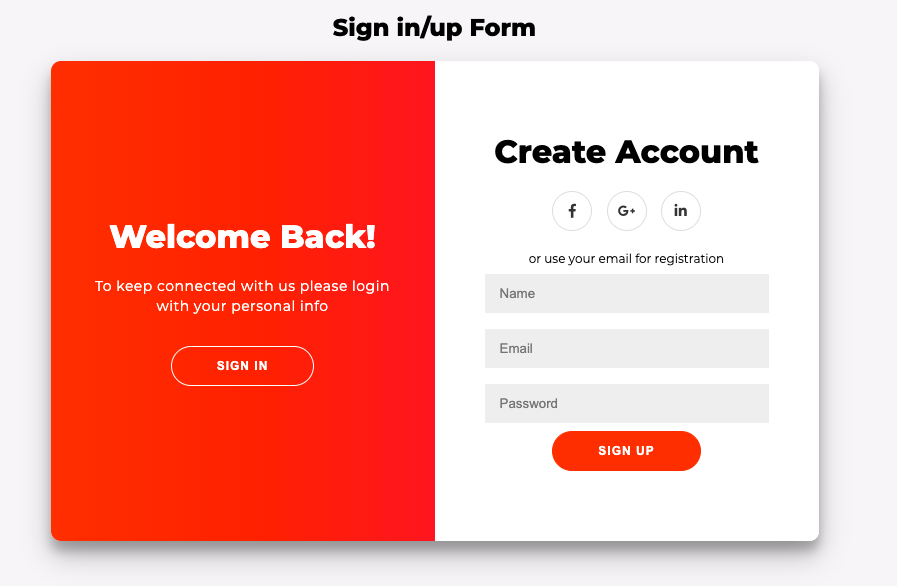 Sign in/up Form
Welcome Back!
To keep connected with us please login
with your personal info
SIGN IN
Create Account
f
G+
in
or use your email for registration
Name
Email
Password
SIGN UP